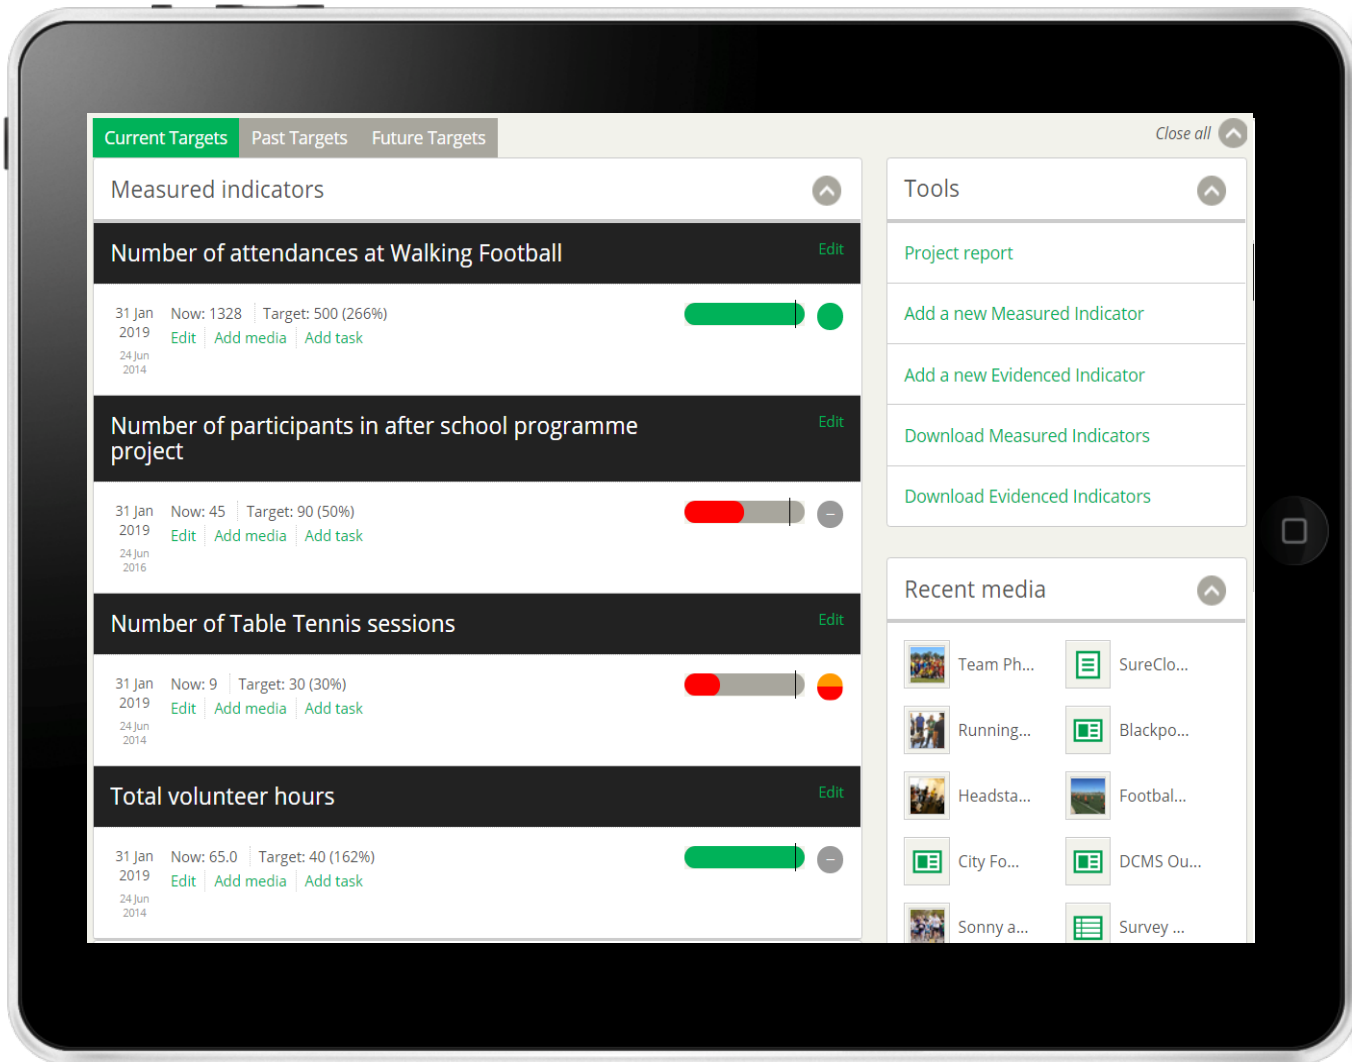 Current Targets Past Targets Future Targets
Close all
Measured indicators
Number of attendances at Walking Football
Edit
31 Jan
2019
24 Jun
2014
Now: 1328 Target: 500 (266%)
Edit Add media Add task
Number of participants in after school programme
project
Edit
31 Jan
2019
24 Jun
2016
Now: 45 Target: 90 (50%)
Edit Add media Add task
Number of Table Tennis sessions
Edit
31 Jan
2019
24 Jun
2014
Now: 9 Target: 30 (30%)
Edit Add media Add task
Total volunteer hours
Edit
31 Jan
2019
24 Jun
2014
Now: 65.0 Target: 40 (162%)
Edit Add media Add task
Tools
Project report
Add a new Measured Indicator
Add a new Evidenced Indicator
Download Measured Indicators
Download Evidenced Indicators
Recent media
Team Ph... SureClo...
Running... Blackpo...
Headsta... Footbal...
City Fo... DCMS Ou...
Sonny a... Survey ...